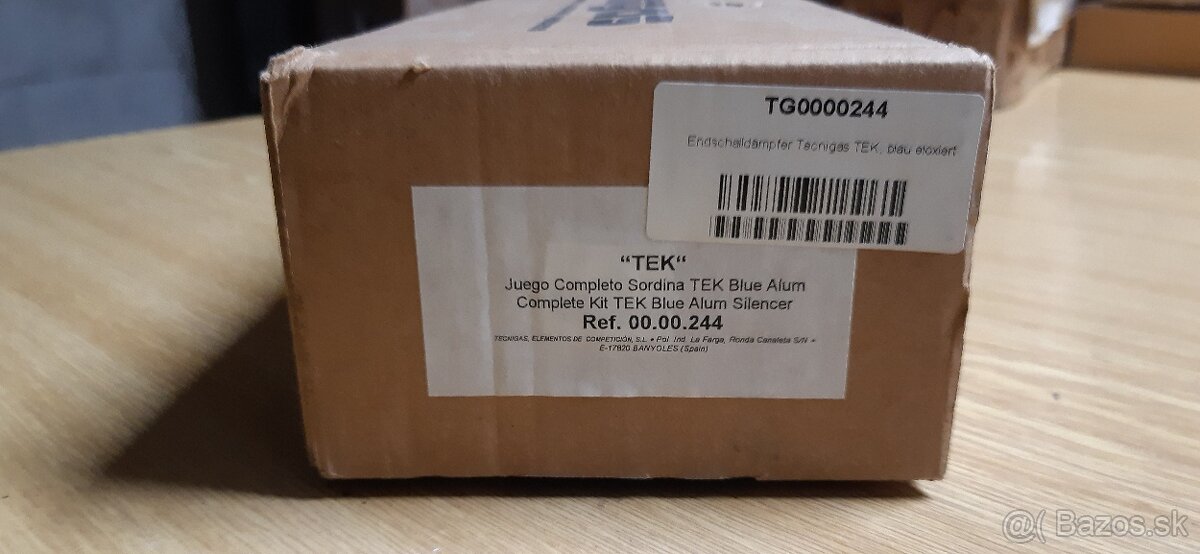 TG0000244
Endschalldämpfer Tecnigas TEK, blau eloxiert
"TEK"
Juego Completo Sordina TEK Blue Alum
Complete Kit TEK Blue Alum Silencer
Ref. 00.00.244
TECNIGAS, ELEMENTOS DE COMPETICIÓN, S.L. • Pol. Ind. La Farga, Ronda Canaleta S/N •
E-17820 BANYOLES (Spain)
@( Bazos.sk